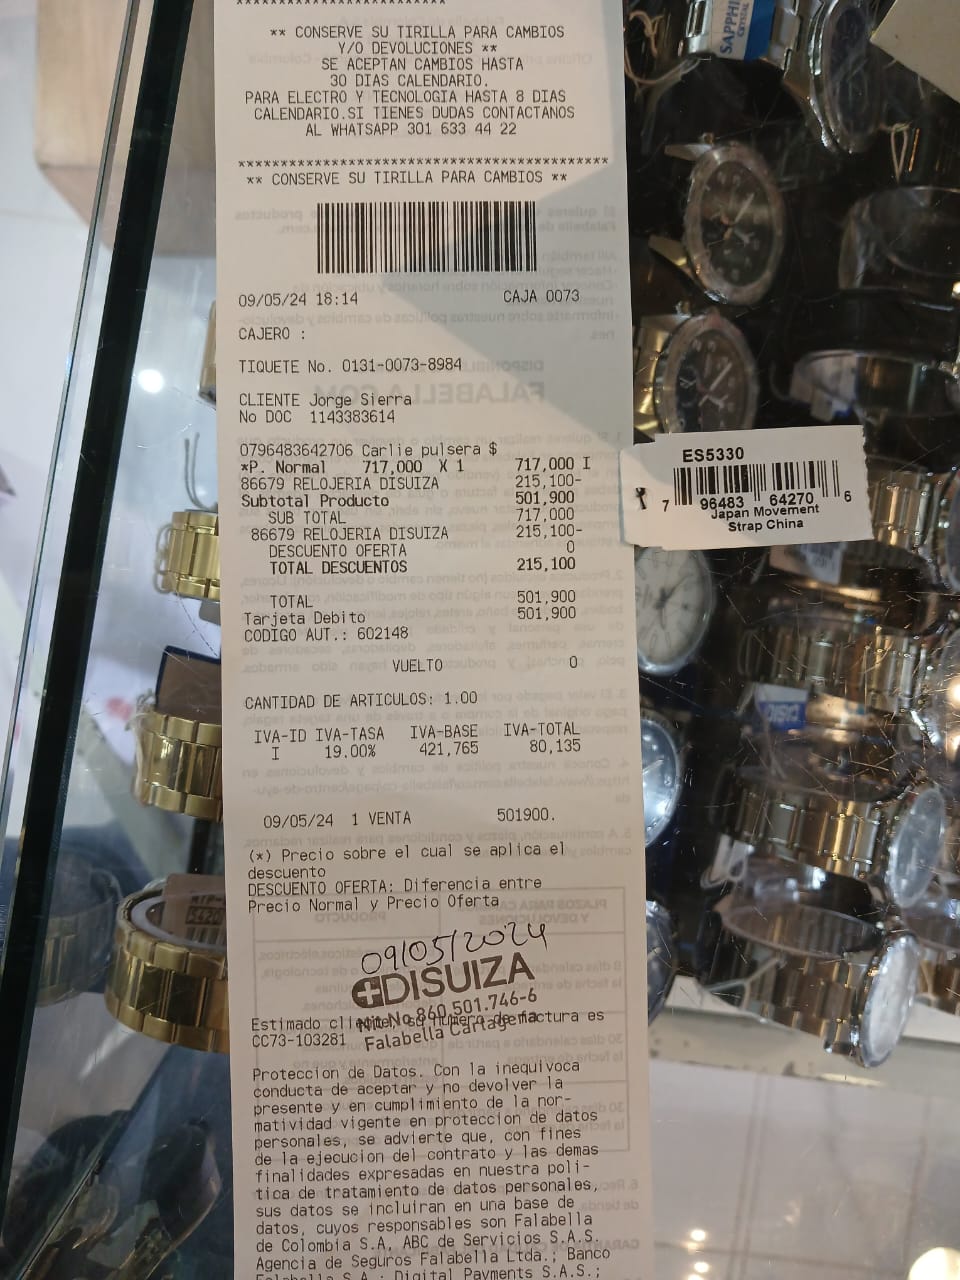 ** CONSERVE SU TIRILLA PARA CAMBIOS
Y/O DEVOLUCIONES **
SE ACEPTAN CAMBIOS HASTA
30 DIAS CALENDARIO.
PARA ELECTRO Y TECNOLOGIA HASTA 8 DIAS
CALENDARIO.SI TIENES DUDAS CONTACTANOS
AL WHATSAPP 301 633 44 22
******************************************
** CONSERVE SU TIRILLA PARA CAMBIOS **
09/05/24 18:14 CAJA 0073
CAJERO :
TIQUETE No. 0131-0073-8984
CLIENTE Jorge Sierra
No DOC 1143383614
0796483642706 Carlie pulsera $
*P. Normal 717,000 X 1 717,000 I
86679 RELOJERIA DISUIZA 215,100-
Subtotal Producto 501,900
SUB TOTAL 717,000
86679 RELOJERIA DISUIZA 215,100-
DESCUENTO OFERTA 0
TOTAL DESCUENTOS 215,100
TOTAL 501,900
Tarjeta Debito 501,900
CODIGO AUT.: 602148
VUELTO 0
CANTIDAD DE ARTICULOS: 1.00
IVA-ID IVA-TASA IVA-BASE IVA-TOTAL
I 19.00% 421,765 80,135
09/05/24 1 VENTA 501900.
(*) Precio sobre el cual se aplica el
descuento
DESCUENTO OFERTA: Diferencia entre
Precio Normal y Precio Oferta
09/05/2024
DISUIZA
Nit No 860.501.746-6
Falabella Cartagena
Estimado cliente, su numero de factura es
CC73-103281
Proteccion de Datos. Con la inequivoca
conducta de aceptar y no devolver la
presente y en cumplimiento de la nor-
matividad vigente en proteccion de datos
personales, se advierte que, con fines
de la ejecucion del contrato y las demas
finalidades expresadas en nuestra poli-
tica de tratamiento de datos personales,
sus datos se incluiran en una base de
datos, cuyos responsables son Falabella
de Colombia S.A, ABC de Servicios S.A.S.
Agencia de Seguros Falabella Ltda.; Banco
Falabella S.A.; Digital Payments S.A.S.;
ES5330
7 96483 64270 6
Japan Movement
Strap China
SAPPHI
CRYSTAL